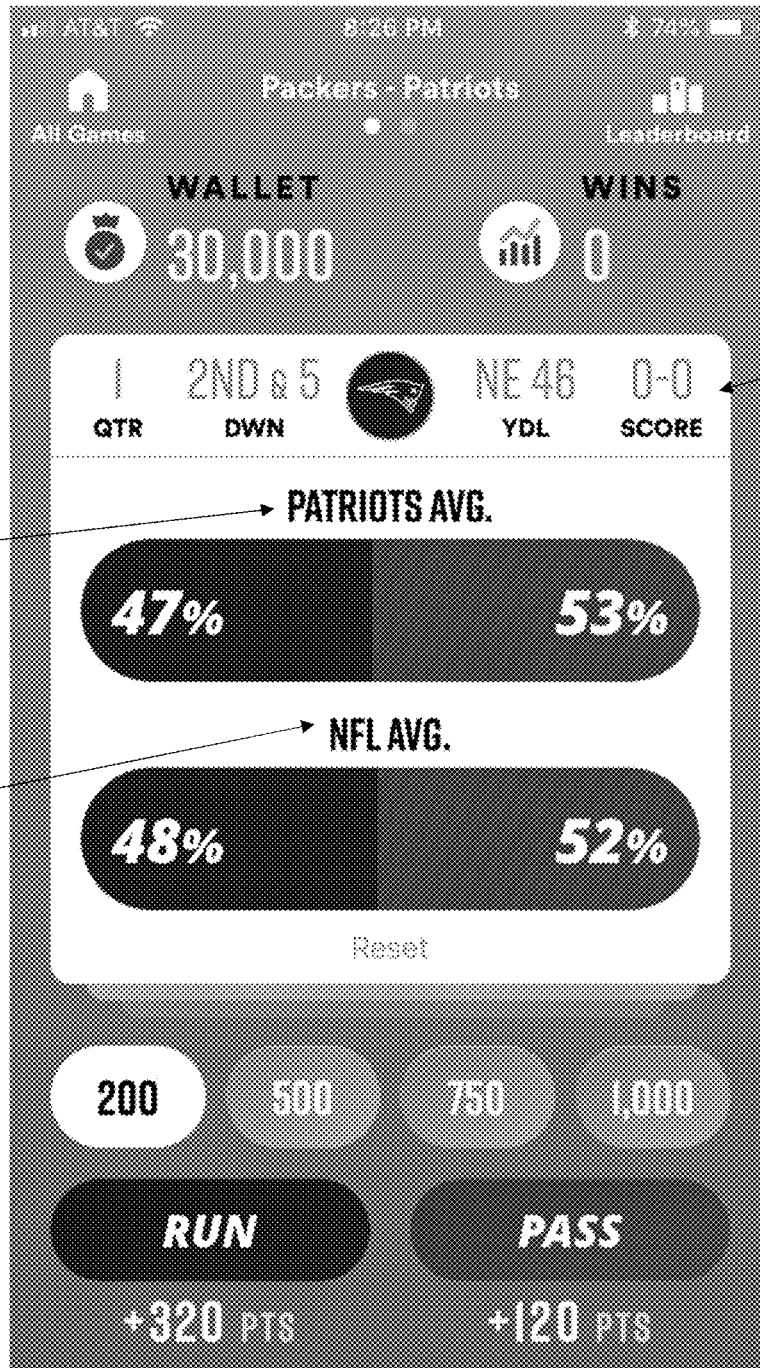 AT&T 8:26 PM 74%
Packers - Patriots
All Games Leaderboard
WALLET WINS
30,000 0
1 2ND & 5 NE 46 0-0
QTR DWN YDL SCORE
PATRIOTS AVG.
47% 53%
NFL AVG.
48% 52%
Reset
200 500 750 1,000
RUN PASS
+320 PTS +120 PTS